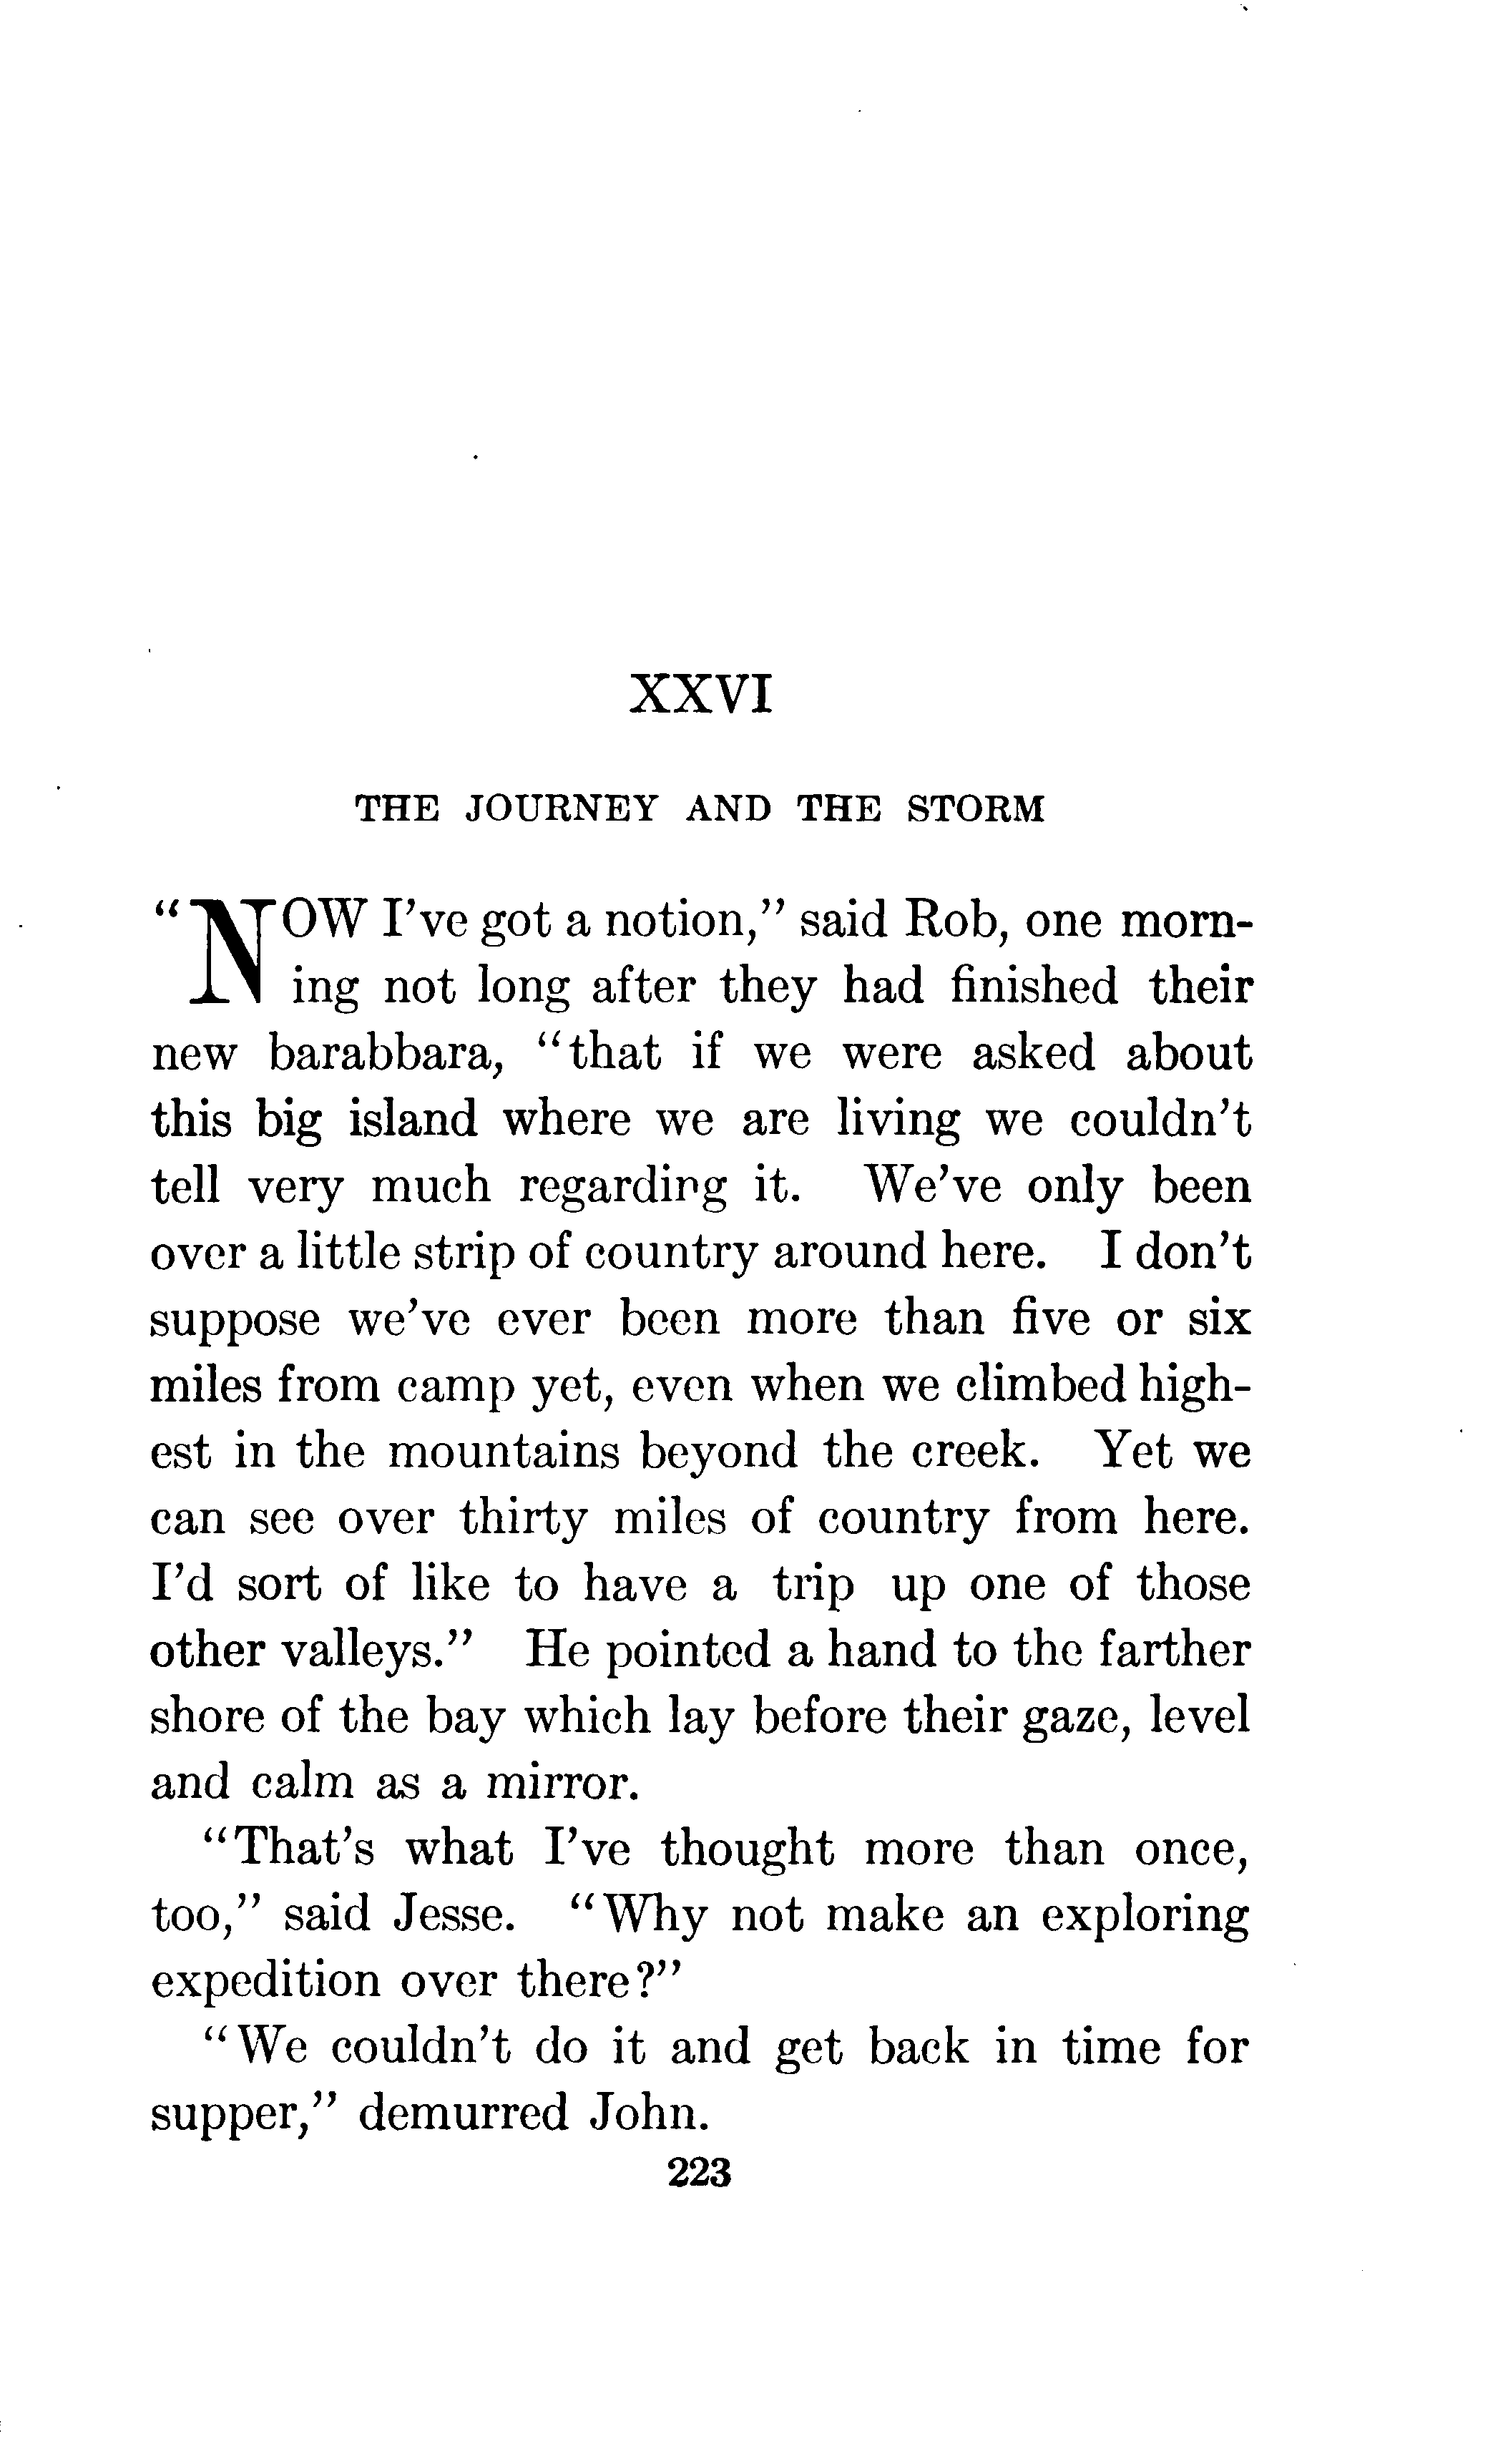 XXVI
THE JOURNEY AND THE STORM
“NOW I’ve got a notion,” said Rob, one morn-
ing not long after they had finished their
new barabbara, “that if we were asked about
this big island where we are living we couldn’t
tell very much regarding it. We’ve only been
over a little strip of country around here. I don’t
suppose we’ve ever been more than five or six
miles from camp yet, even when we climbed high-
est in the mountains beyond the creek. Yet we
can see over thirty miles of country from here.
I’d sort of like to have a trip up one of those
other valleys.” He pointed a hand to the farther
shore of the bay which lay before their gaze, level
and calm as a mirror.
“That’s what I’ve thought more than once,
too,” said Jesse. “Why not make an exploring
expedition over there?”
“We couldn’t do it and get back in time for
supper,” demurred John.
223